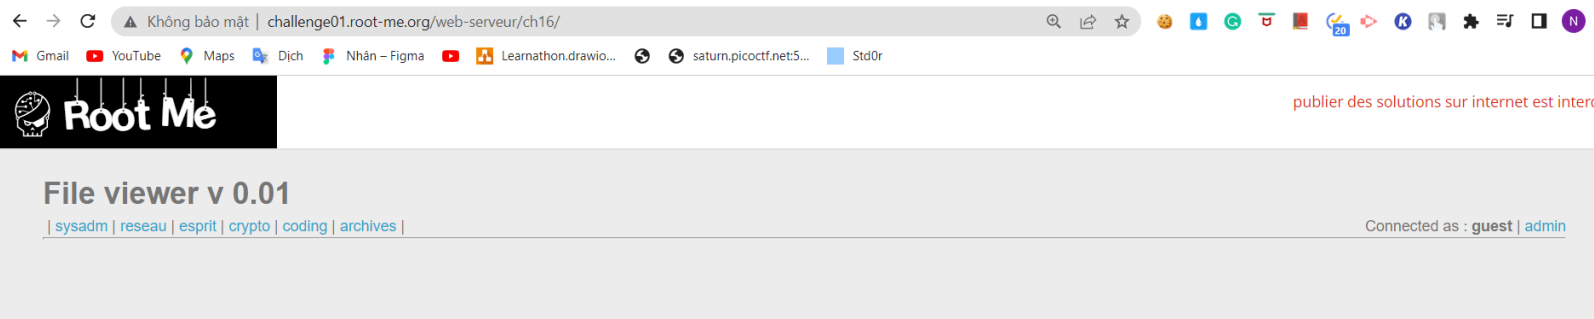 Không bảo mật | challenge01.root-me.org/web-serveur/ch16/
20
N
Gmail YouTube Maps Dịch Nhân – Figma Learnathon.drawio... saturn.picoctf.net:5... Std0r
Root Me
publier des solutions sur internet est interd
File viewer v 0.01
| sysadm | reseau | esprit | crypto | coding | archives |
Connected as : guest | admin